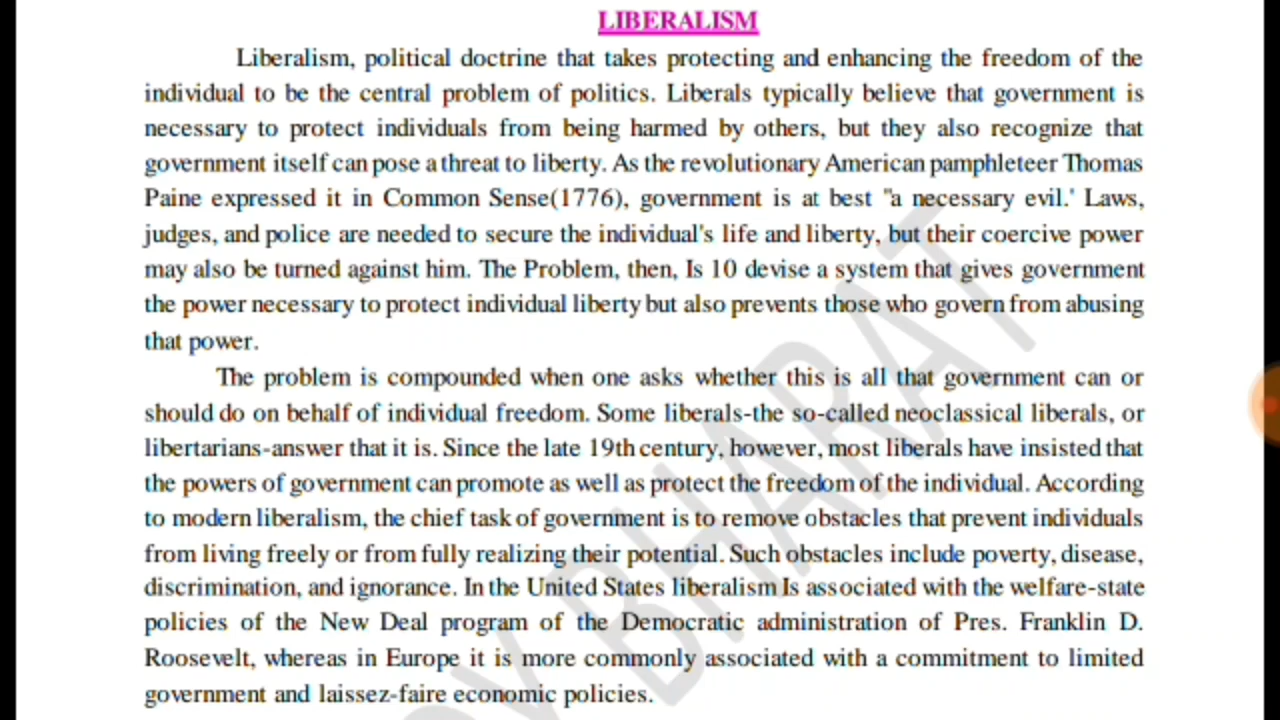 LIBERALISM
Liberalism, political doctrine that takes protecting and enhancing the freedom of the
individual to be the central problem of politics. Liberals typically believe that government is
necessary to protect individuals from being harmed by others, but they also recognize that
government itself can pose a threat to liberty. As the revolutionary American pamphleteer Thomas
Paine expressed it in Common Sense(1776), government is at best "a necessary evil.' Laws,
judges, and police are needed to secure the individual's life and liberty, but their coercive power
may also be turned against him. The Problem, then, Is 10 devise a system that gives government
the power necessary to protect individual liberty but also prevents those who govern from abusing
that power.
The problem is compounded when one asks whether this is all that government can or
should do on behalf of individual freedom. Some liberals-the so-called neoclassical liberals, or
libertarians-answer that it is. Since the late 19th century, however, most liberals have insisted that
the powers of government can promote as well as protect the freedom of the individual. According
to modern liberalism, the chief task of government is to remove obstacles that prevent individuals
from living freely or from fully realizing their potential. Such obstacles include poverty, disease,
discrimination, and ignorance. In the United States liberalism Is associated with the welfare-state
policies of the New Deal program of the Democratic administration of Pres. Franklin D.
Roosevelt, whereas in Europe it is more commonly associated with a commitment to limited
government and laissez-faire economic policies.
BHARAT